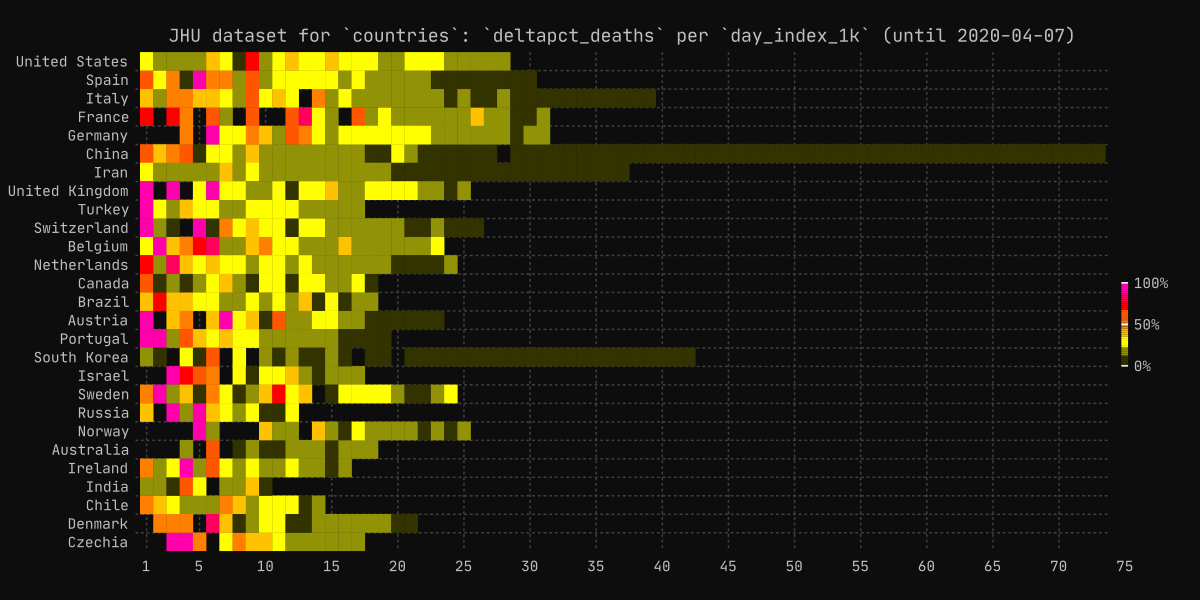 JHU dataset for `countries`: `deltapct_deaths` per `day_index_1k` (until 2020-04-07)
United States
Spain
Italy
France
Germany
China
Iran
United Kingdom
Turkey
Switzerland
Belgium
Netherlands
Canada
Brazil
Austria
Portugal
South Korea
Israel
Sweden
Russia
Norway
Australia
Ireland
India
Chile
Denmark
Czechia
100%
50%
0%
1 5 10 15 20 25 30 35 40 45 50 55 60 65 70 75